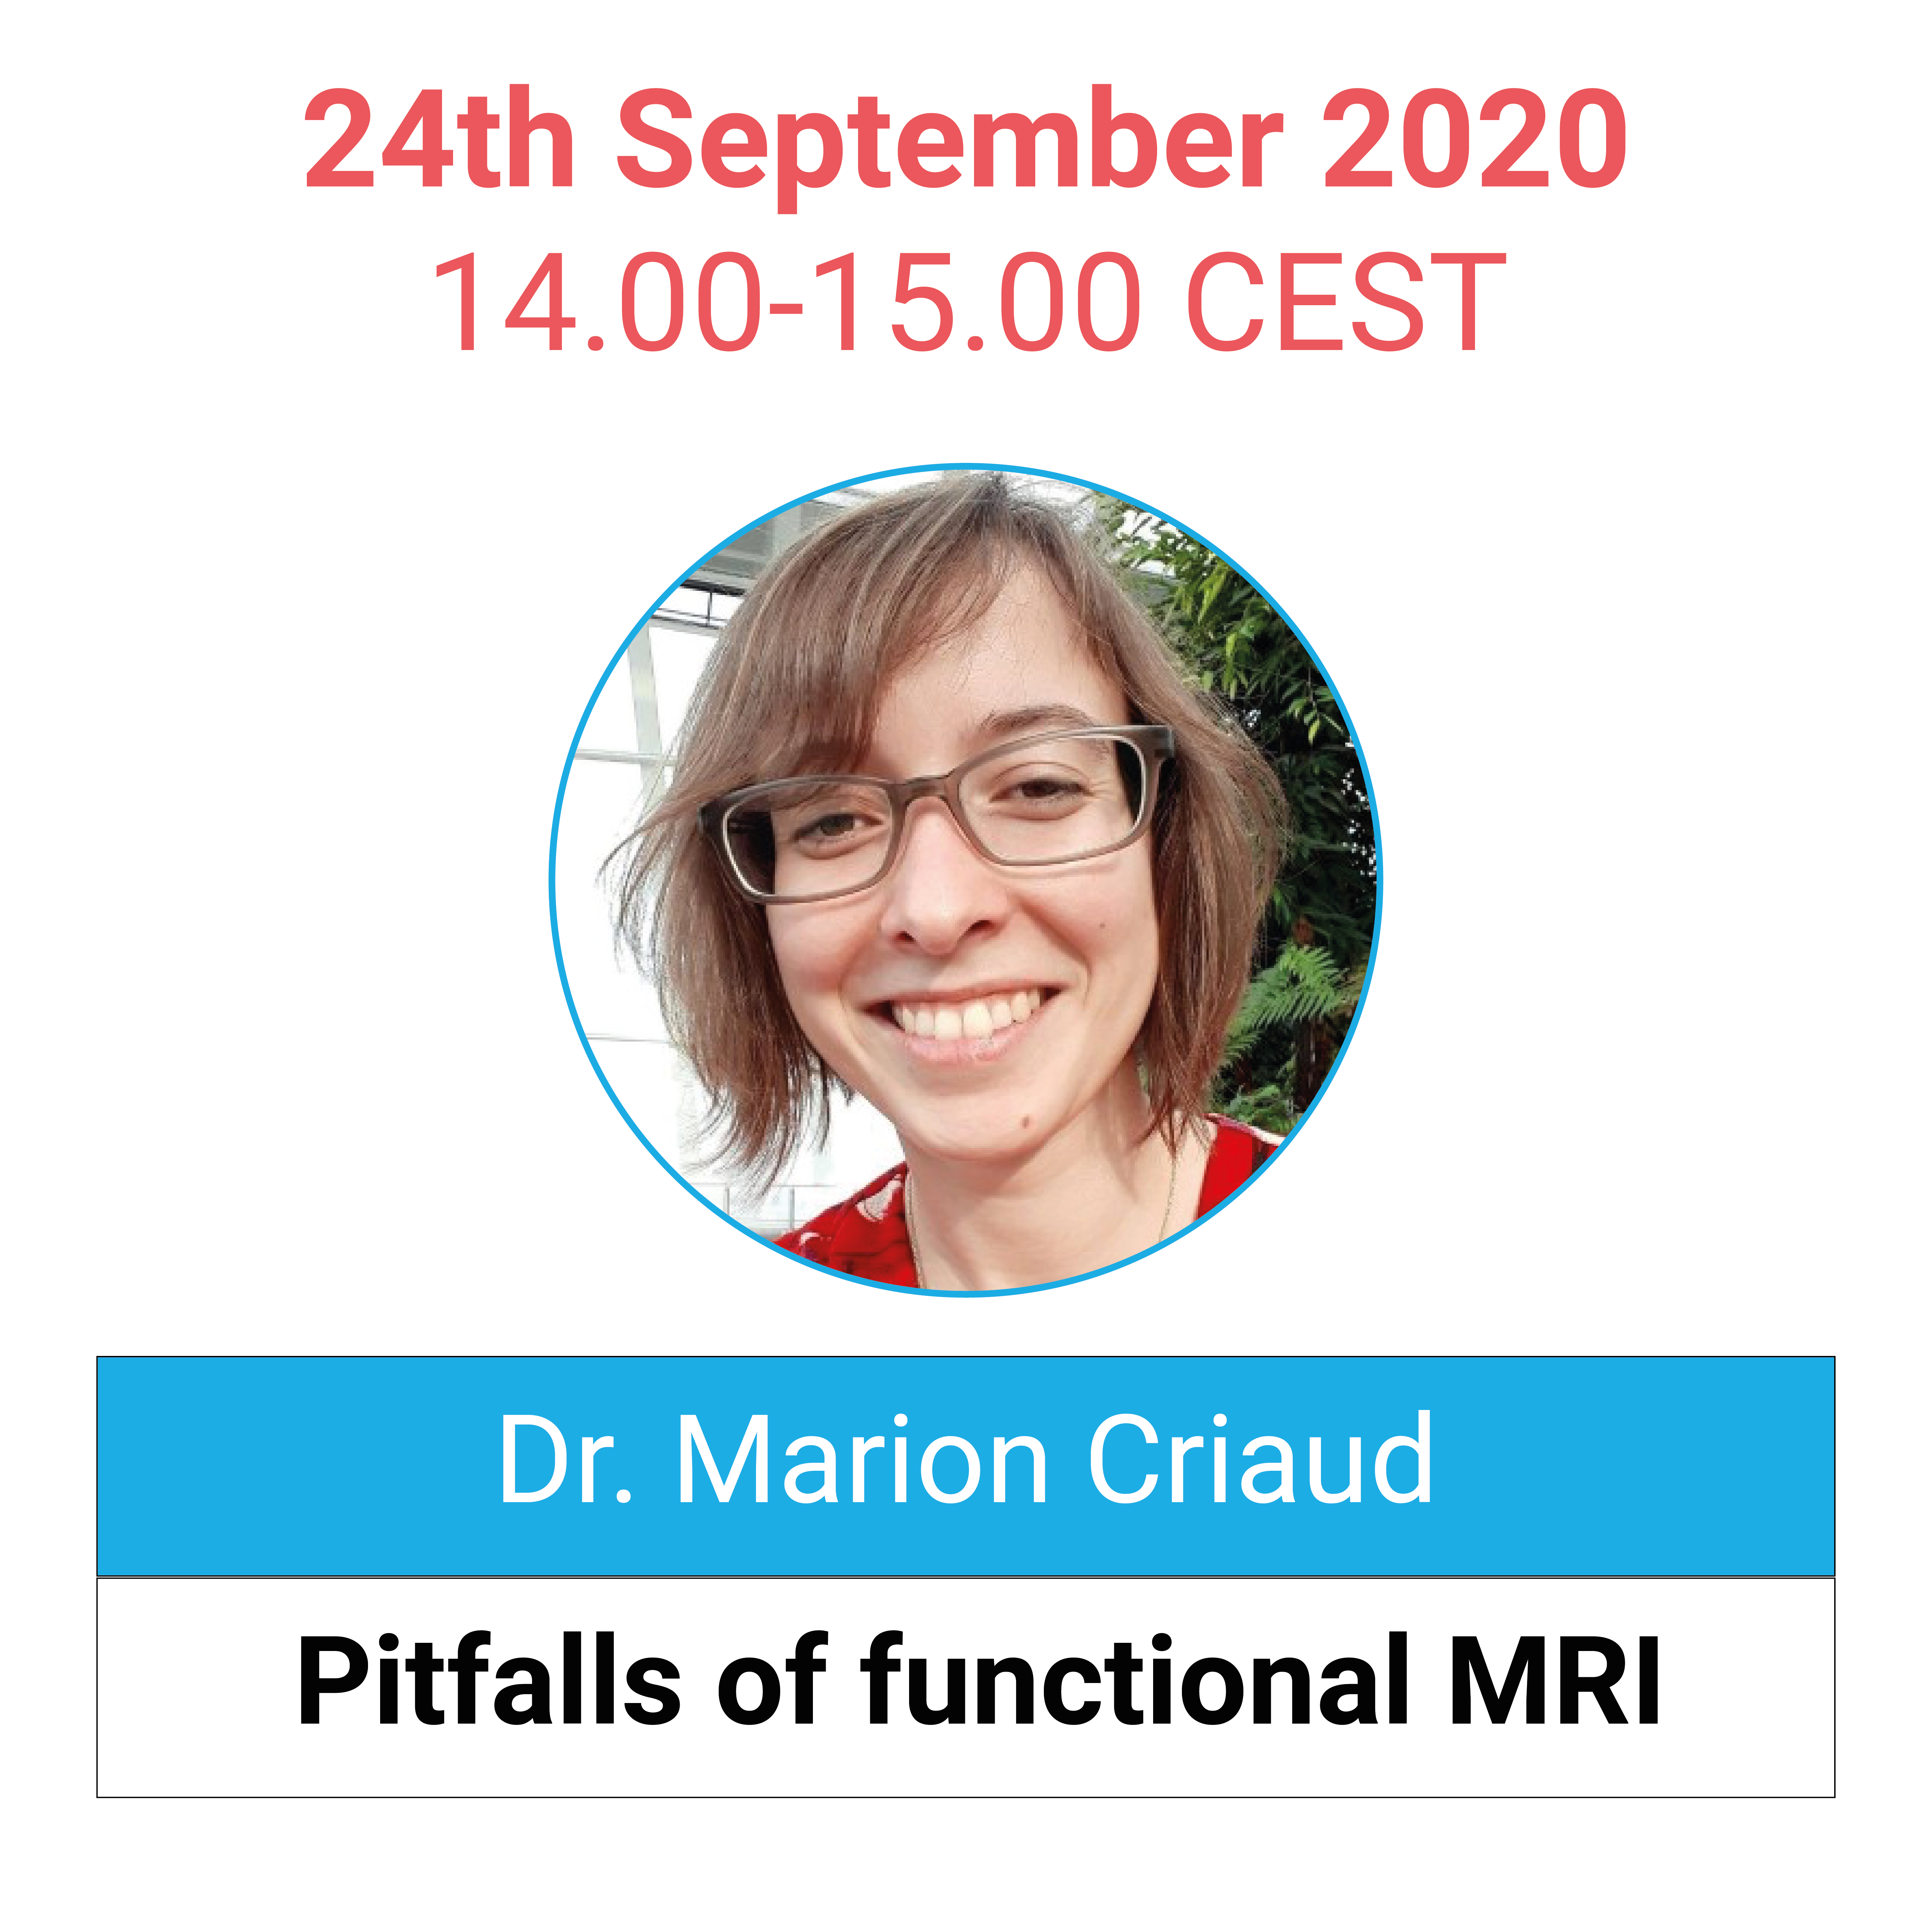 24th September 2020
14.00-15.00 CEST
Dr. Marion Criaud
Pitfalls of functional MRI